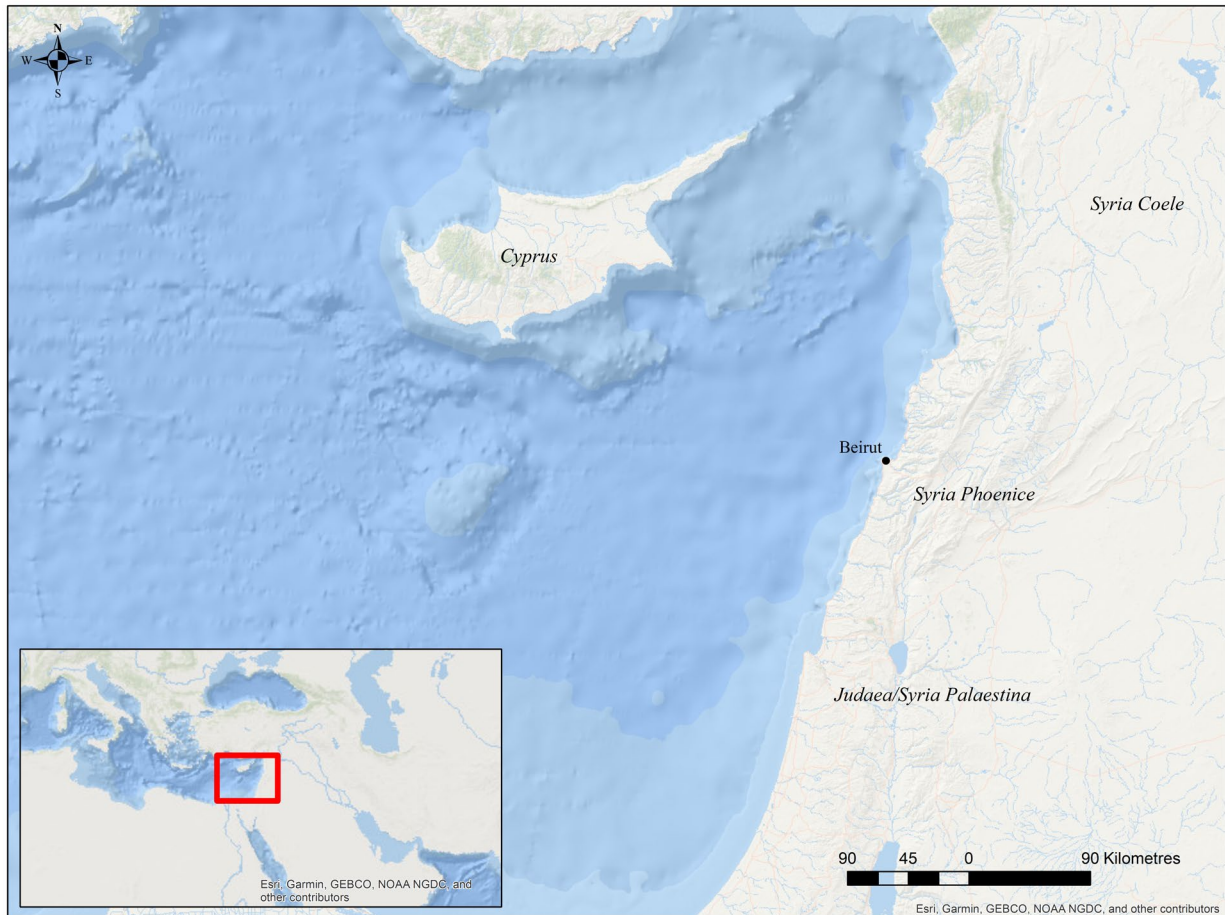 N
W E
S
Syria Coele
Cyprus
Beirut
Syria Phoenice
Judaea/Syria Palaestina
90 45 0 90 Kilometres
Esri, Garmin, GEBCO, NOAA NGDC, and
other contributors
Esri, Garmin, GEBCO, NOAA NGDC, and other contributors